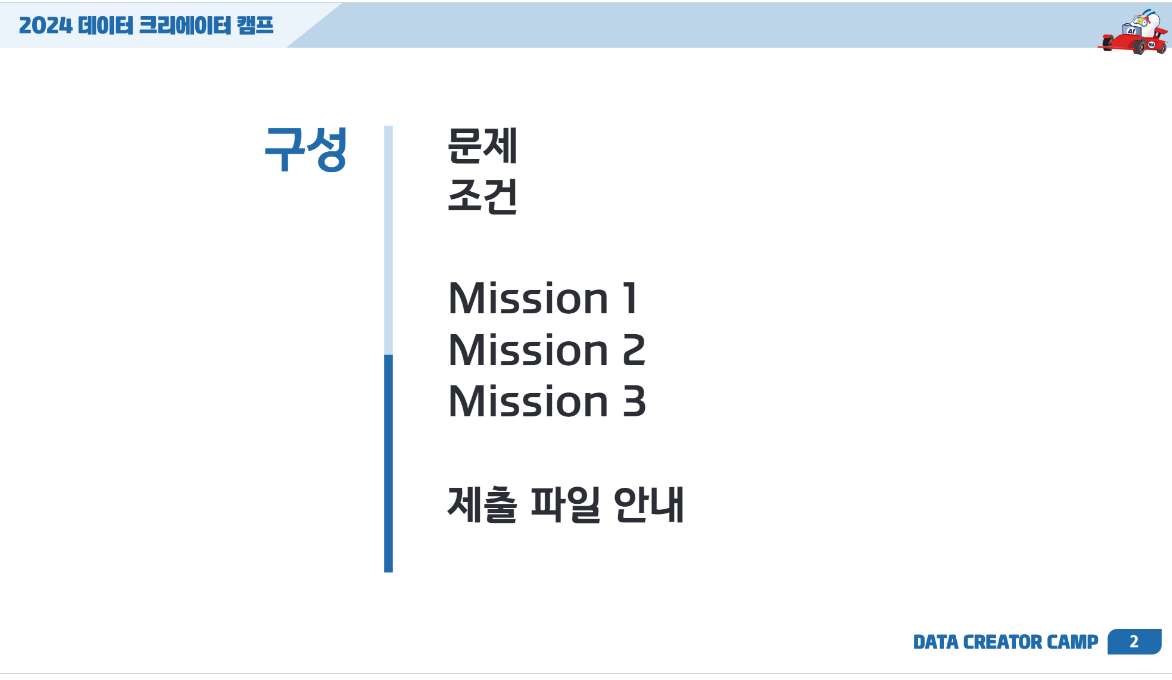 2024 데이터 크리에이터 캠프
구성
문제
조건
Mission 1
Mission 2
Mission 3
제출 파일 안내
DATA CREATOR CAMP 2